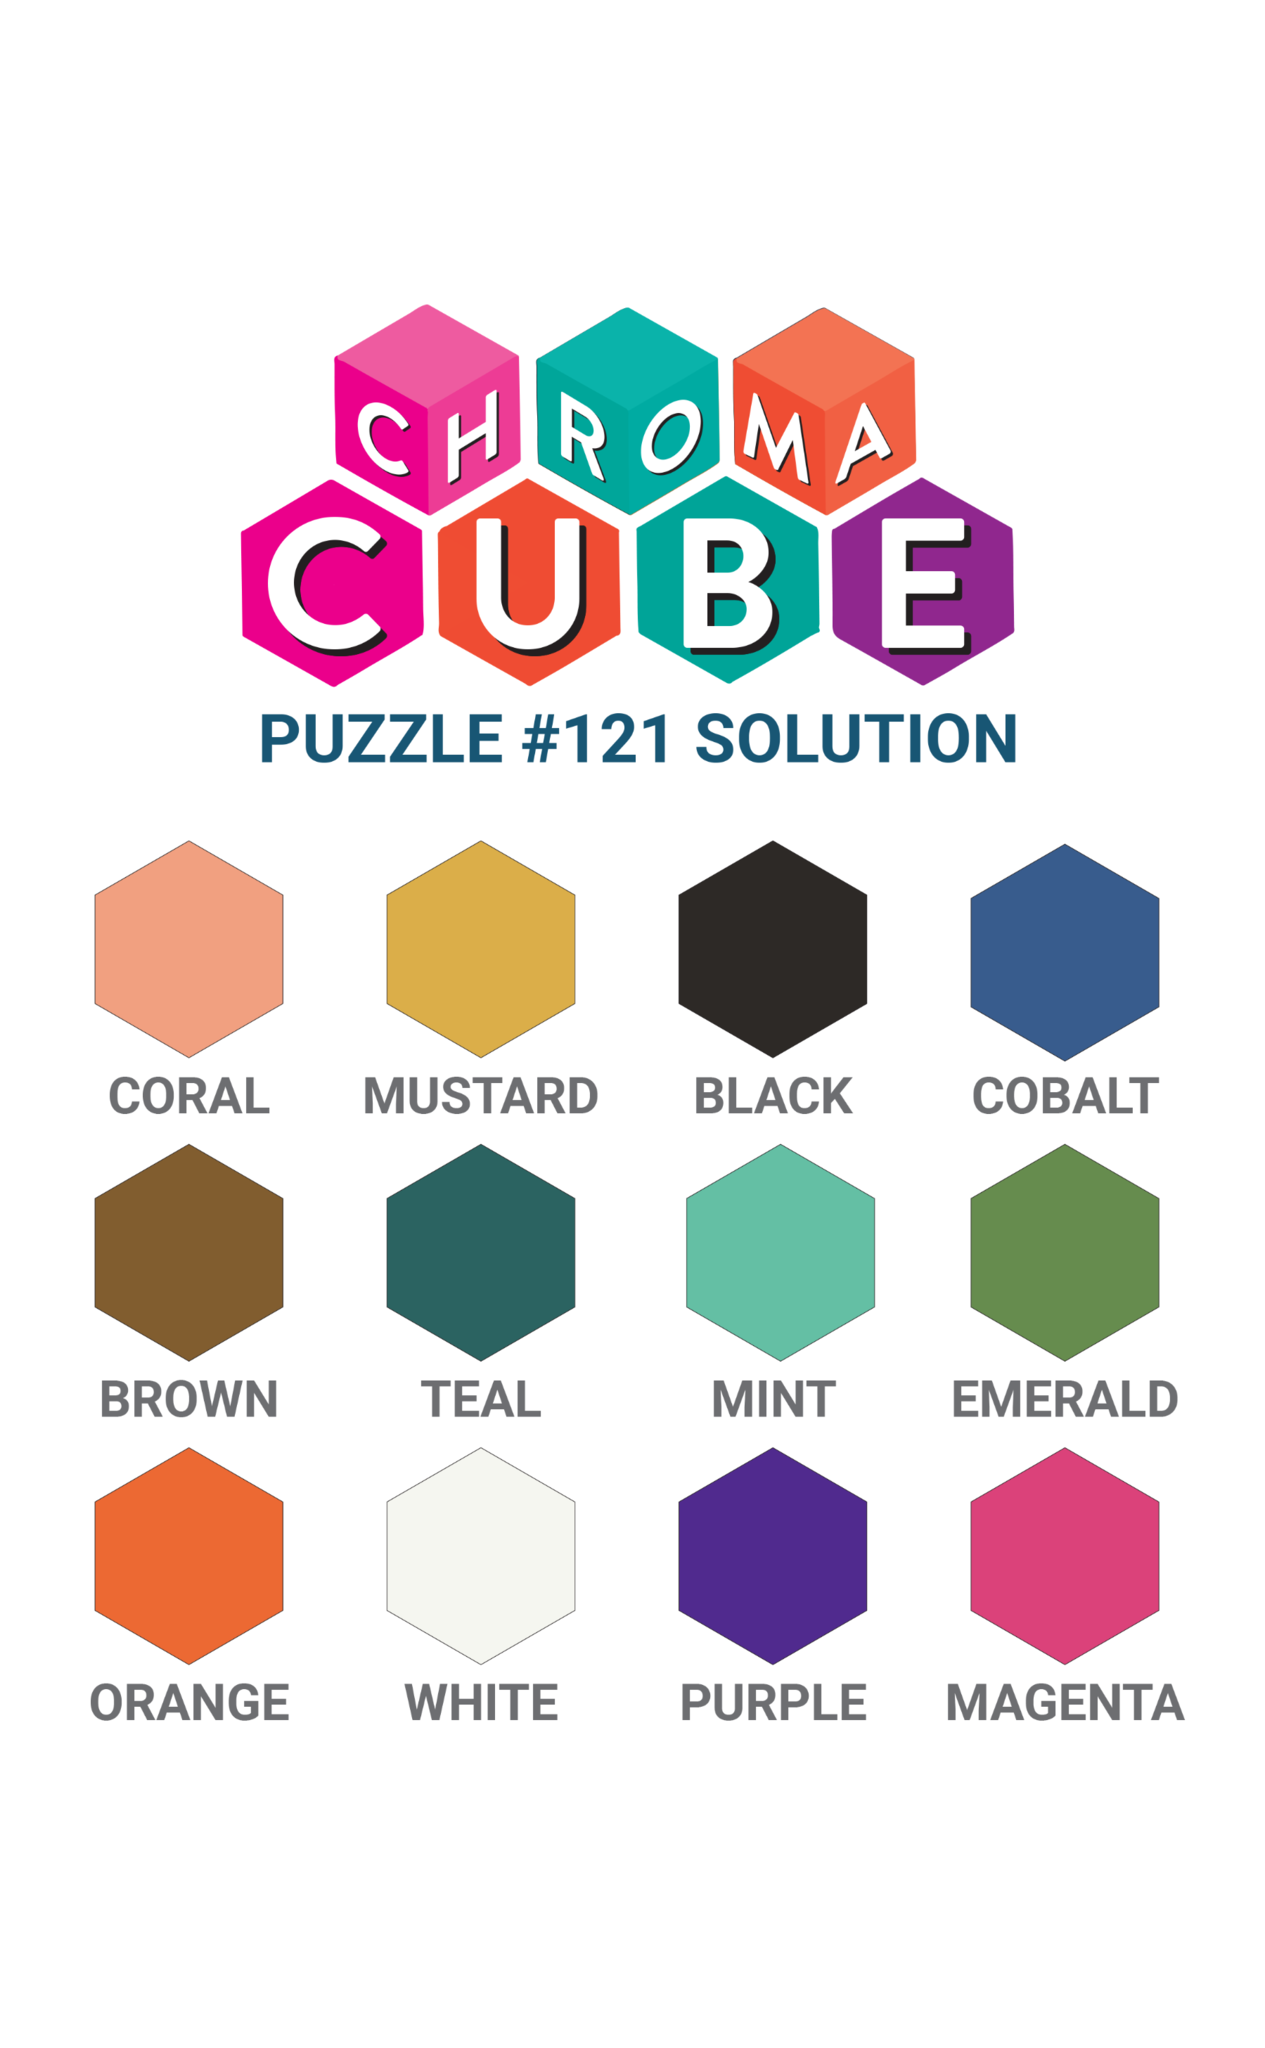 CHROMA
CUBE
PUZZLE #121 SOLUTION
CORAL MUSTARD BLACK COBALT
BROWN TEAL MINT EMERALD
ORANGE WHITE PURPLE MAGENTA